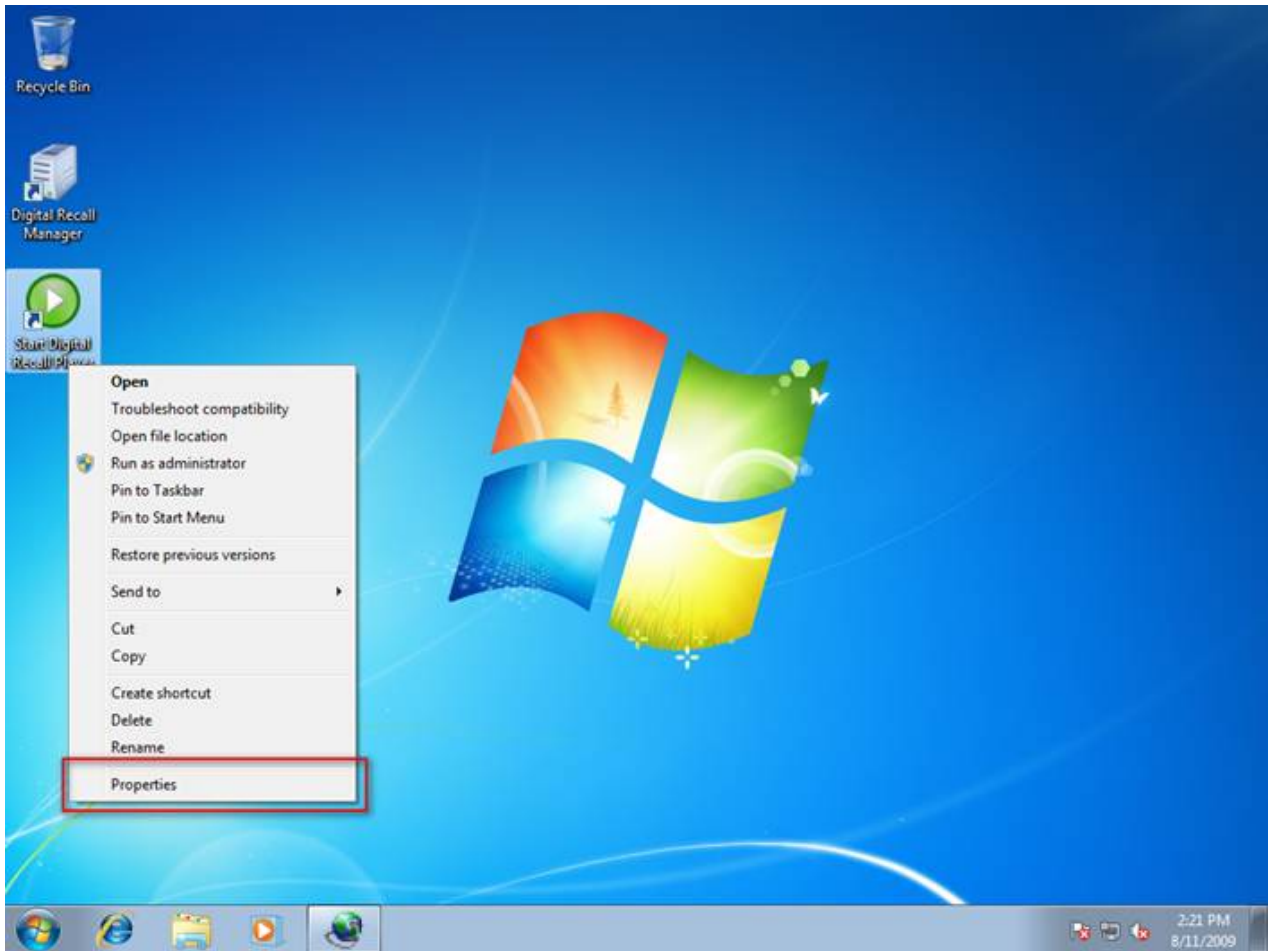 Recycle Bin
Digital Recall
Manager
Start Digital
Recall Player
Open
Troubleshoot compatibility
Open file location
Run as administrator
Pin to Taskbar
Pin to Start Menu
Restore previous versions
Send to
Cut
Copy
Create shortcut
Delete
Rename
Properties
2:21 PM
8/11/2009